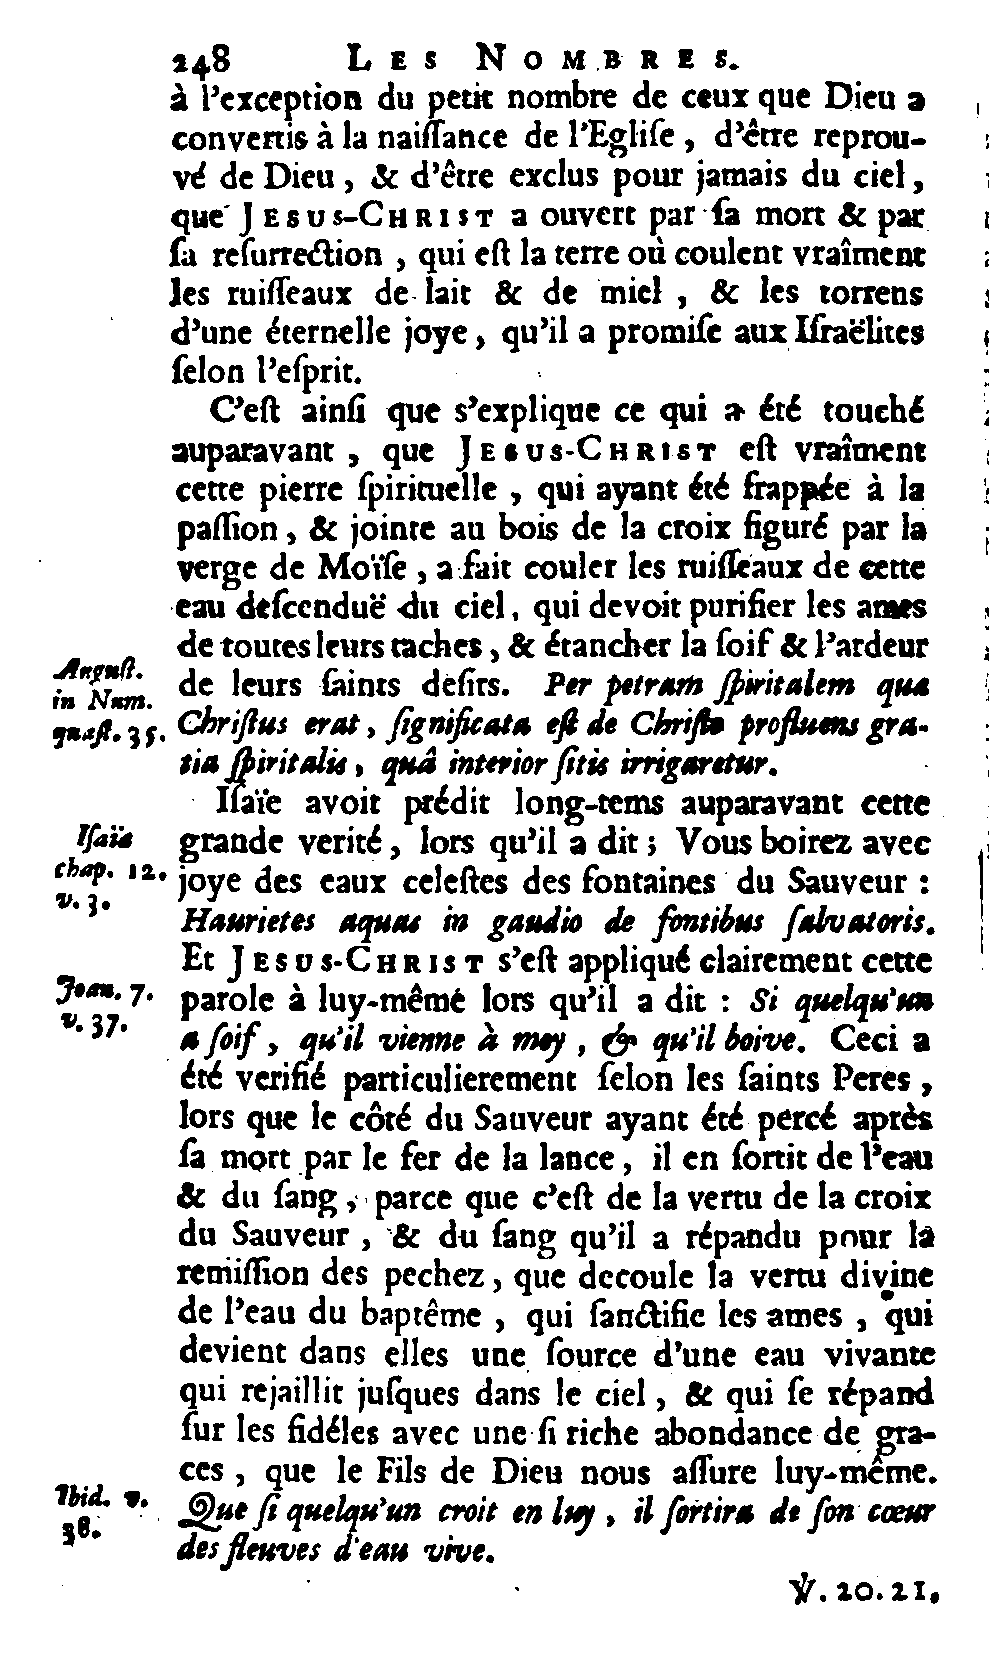 248 LES NOMBRES.
à l'exception du petit nombre de ceux que Dieu a
convertis à la naiſſance de l'Egliſe, d'être reprou-
vé de Dieu, & d'être exclus pour jamais du ciel,
que JESUS-CHRIST a ouvert par ſa mort & par
ſa reſurrection, qui eſt la terre où coulent vraîment
les ruiſſeaux de lait & de miel, & les torrens
d'une éternelle joye, qu'il a promiſe aux Iſraëlites
ſelon l'eſprit.
C'eſt ainſi que s'explique ce qui a été touché
auparavant, que JESUS-CHRIST eſt vraîment
cette pierre ſpirituelle, qui ayant été frappée à la
paſſion, & jointe au bois de la croix figuré par la
verge de Moïſe, a fait couler les ruiſſeaux de cette
eau deſcenduë du ciel, qui devoit purifier les ames
de toutes leurs taches, & étancher la ſoif & l'ardeur
Auguſt.
in Num.
quæſt. 35.
de leurs ſaints deſirs. Per petram ſpiritalem qua
Chriſtus erat, ſignificata eſt de Chriſto profluens gra-
tia ſpiritalis, quâ interior ſitis irrigaretur.
Iſaïe avoit prédit long-tems auparavant cette
Iſaïe
chap. 12.
v. 3.
grande verité, lors qu'il a dit; Vous boirez avec
joye des eaux celeſtes des fontaines du Sauveur :
Haurietes aquas in gaudio de fontibus ſalvatoris.
Et JESUS-CHRIST s'eſt appliqué clairement cette
Joan. 7.
v. 37.
parole à luy-même lors qu'il a dit : Si quelqu'un
a ſoif, qu'il vienne à moy, & qu'il boive. Ceci a
été verifié particulierement ſelon les ſaints Peres,
lors que le côté du Sauveur ayant été percé après
ſa mort par le fer de la lance, il en ſortit de l'eau
& du ſang, parce que c'eſt de la vertu de la croix
du Sauveur, & du ſang qu'il a répandu pour la
remiſſion des pechez, que decoule la vertu divine
de l'eau du baptême, qui ſanctifie les ames, qui
devient dans elles une ſource d'une eau vivante
qui rejaillit juſques dans le ciel, & qui ſe répand
ſur les fidéles avec une ſi riche abondance de gra-
ces, que le Fils de Dieu nous aſſure luy-même.
Ibid. v.
38.
Que ſi quelqu'un croit en luy, il ſortira de ſon cœur
des fleuves d'eau vive.
℣. 20. 21.